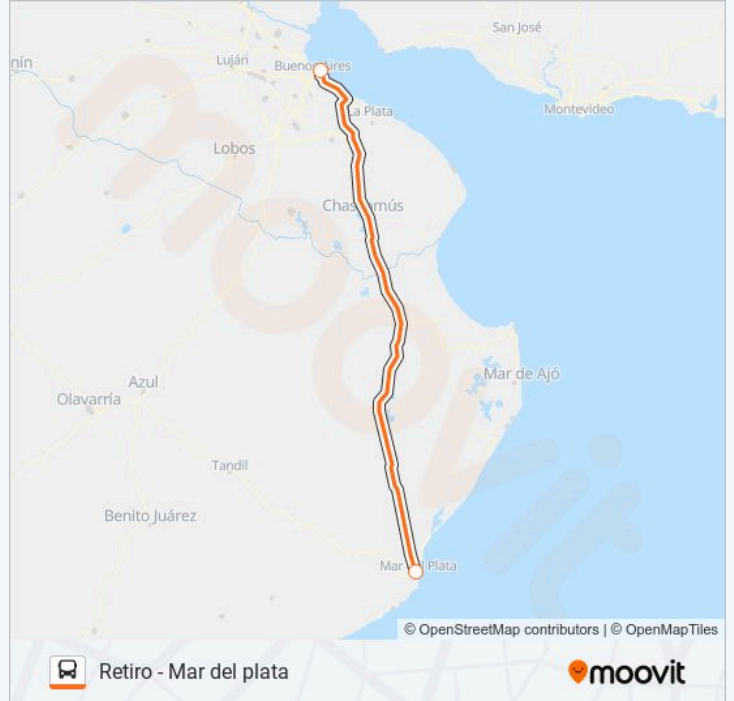 San José
nín
Luján
Buenos Aires
La Plata
Montevideo
Lobos
Chascomús
Mar de Ajó
Azul
Olavarría
Tandil
Benito Juárez
Mar del Plata
moovit
© OpenStreetMap contributors | © OpenMapTiles
Retiro - Mar del plata
moovit